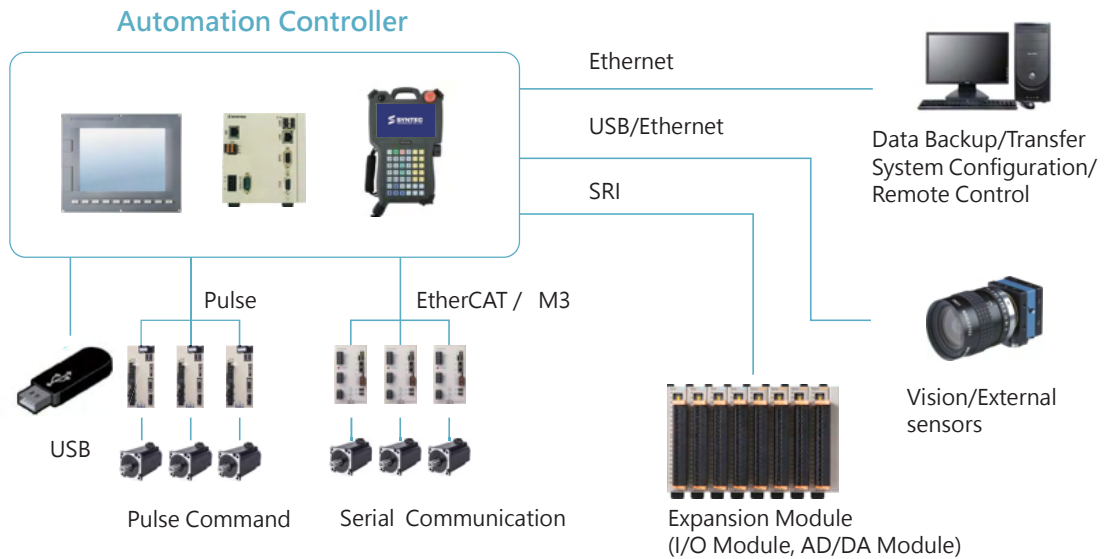 Automation Controller
Ethernet
USB/Ethernet
SRI
SYNTEC
Data Backup/Transfer
System Configuration/
Remote Control
Pulse
EtherCAT / M3
USB
Vision/External
sensors
Pulse Command
Serial Communication
Expansion Module
(I/O Module, AD/DA Module)